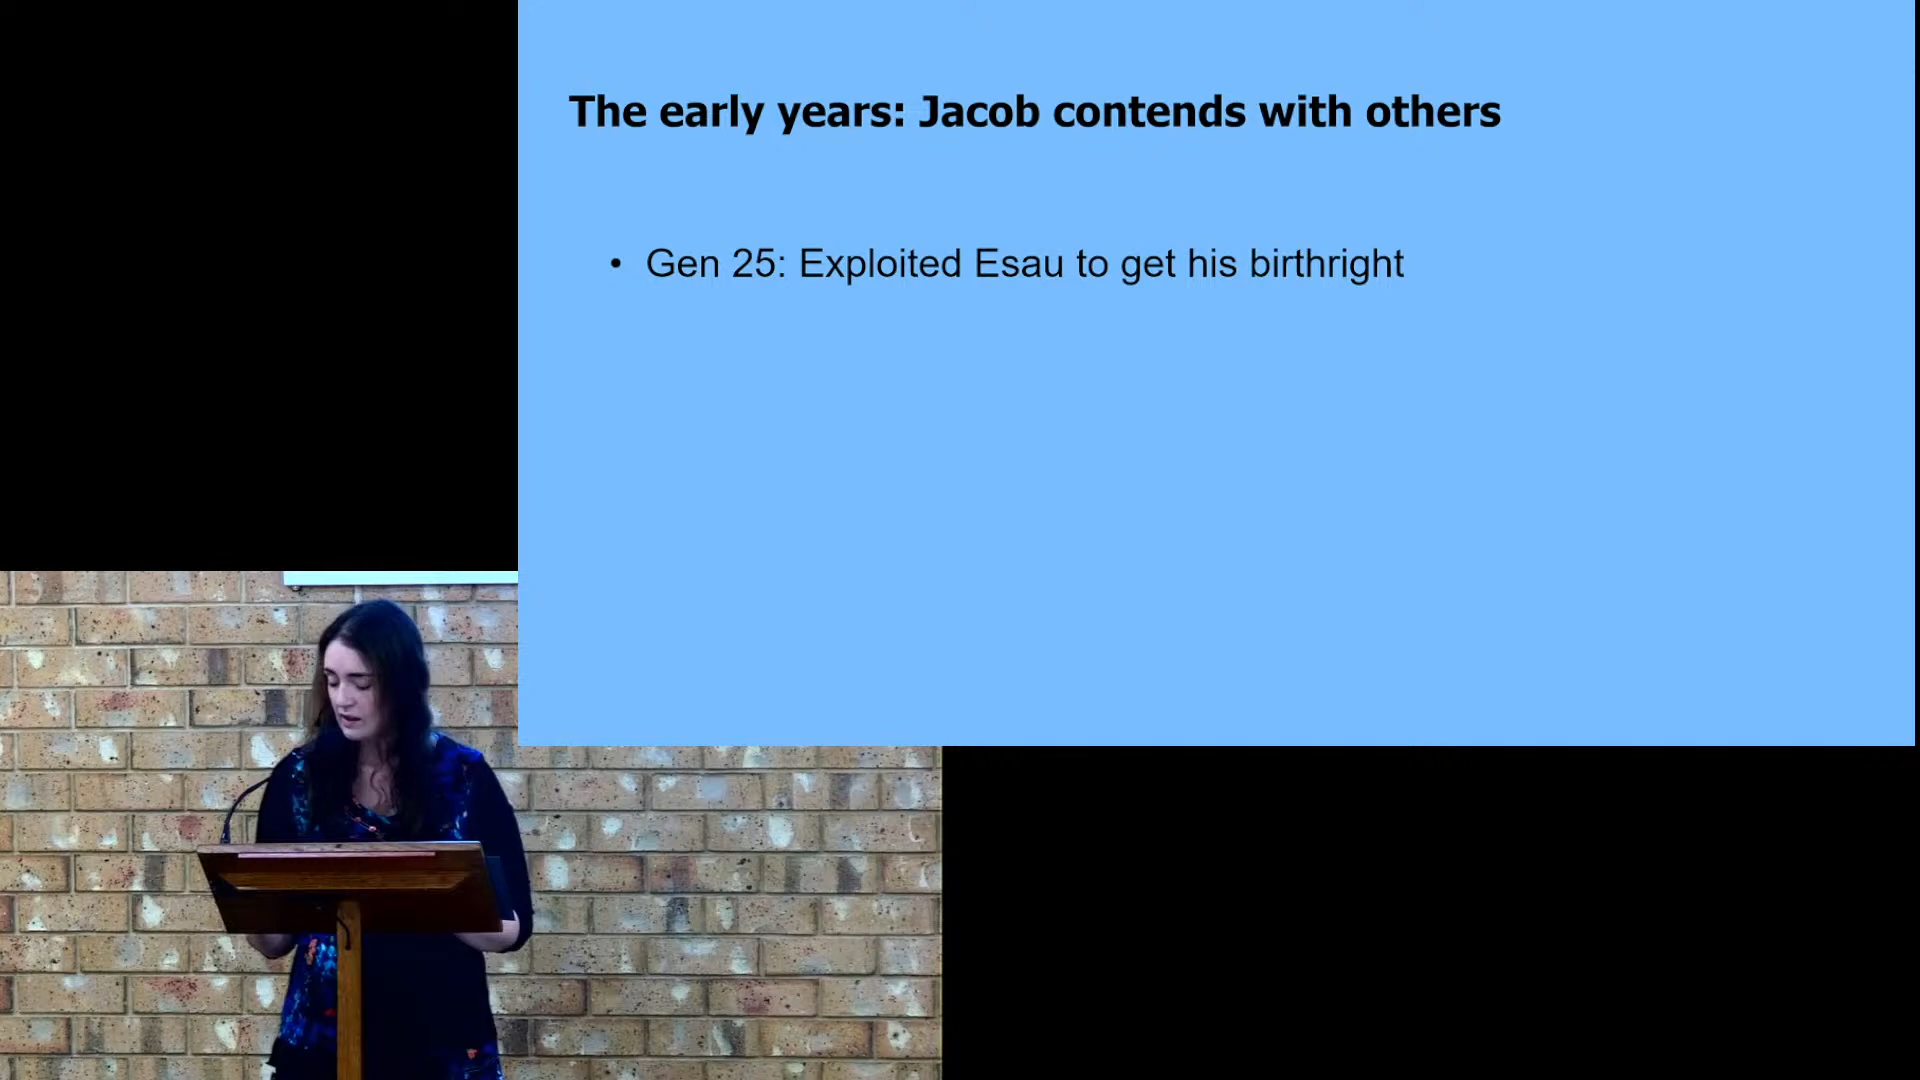 The early years: Jacob contends with others
• Gen 25: Exploited Esau to get his birthright